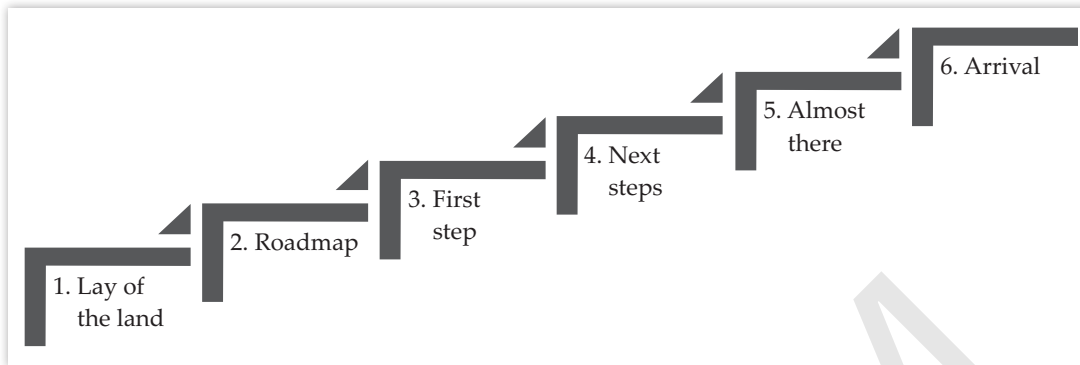 1. Lay of
the land
2. Roadmap
3. First
step
4. Next
steps
5. Almost
there
6. Arrival